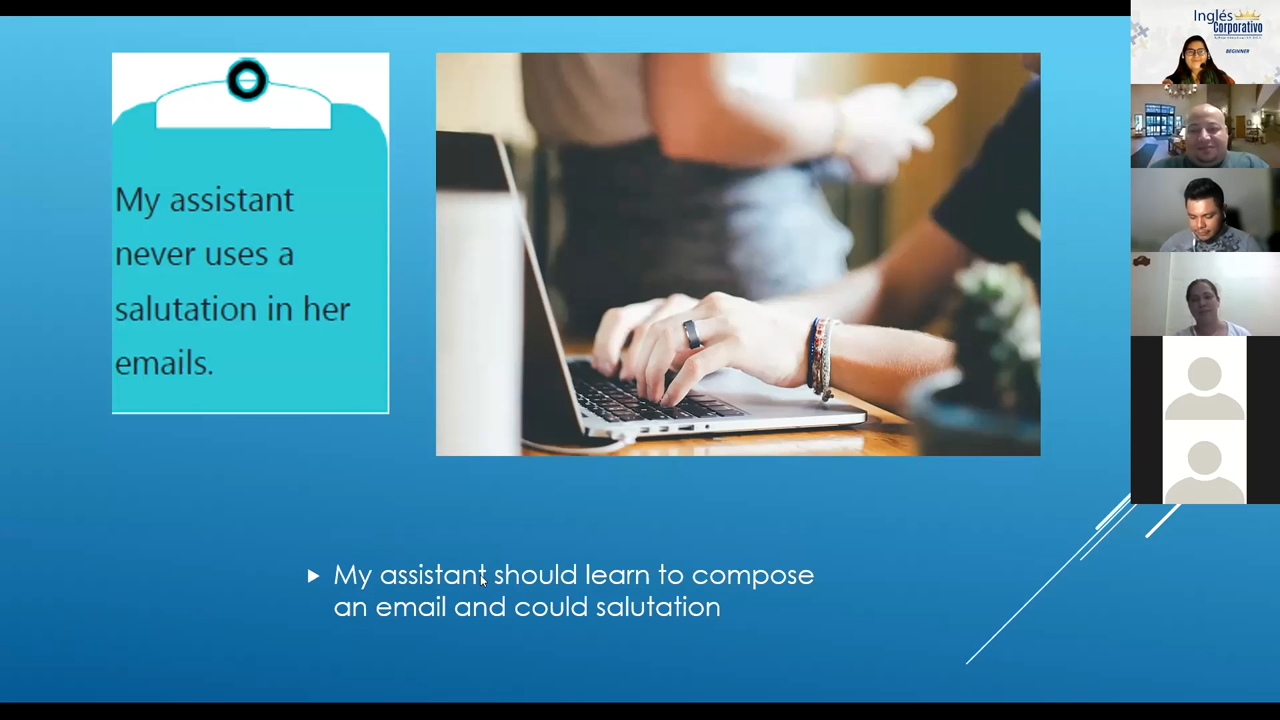 My assistant
never uses a
salutation in her
emails.
My assistant should learn to compose
an email and could salutation
Inglés
Corporativo
BEGINNER